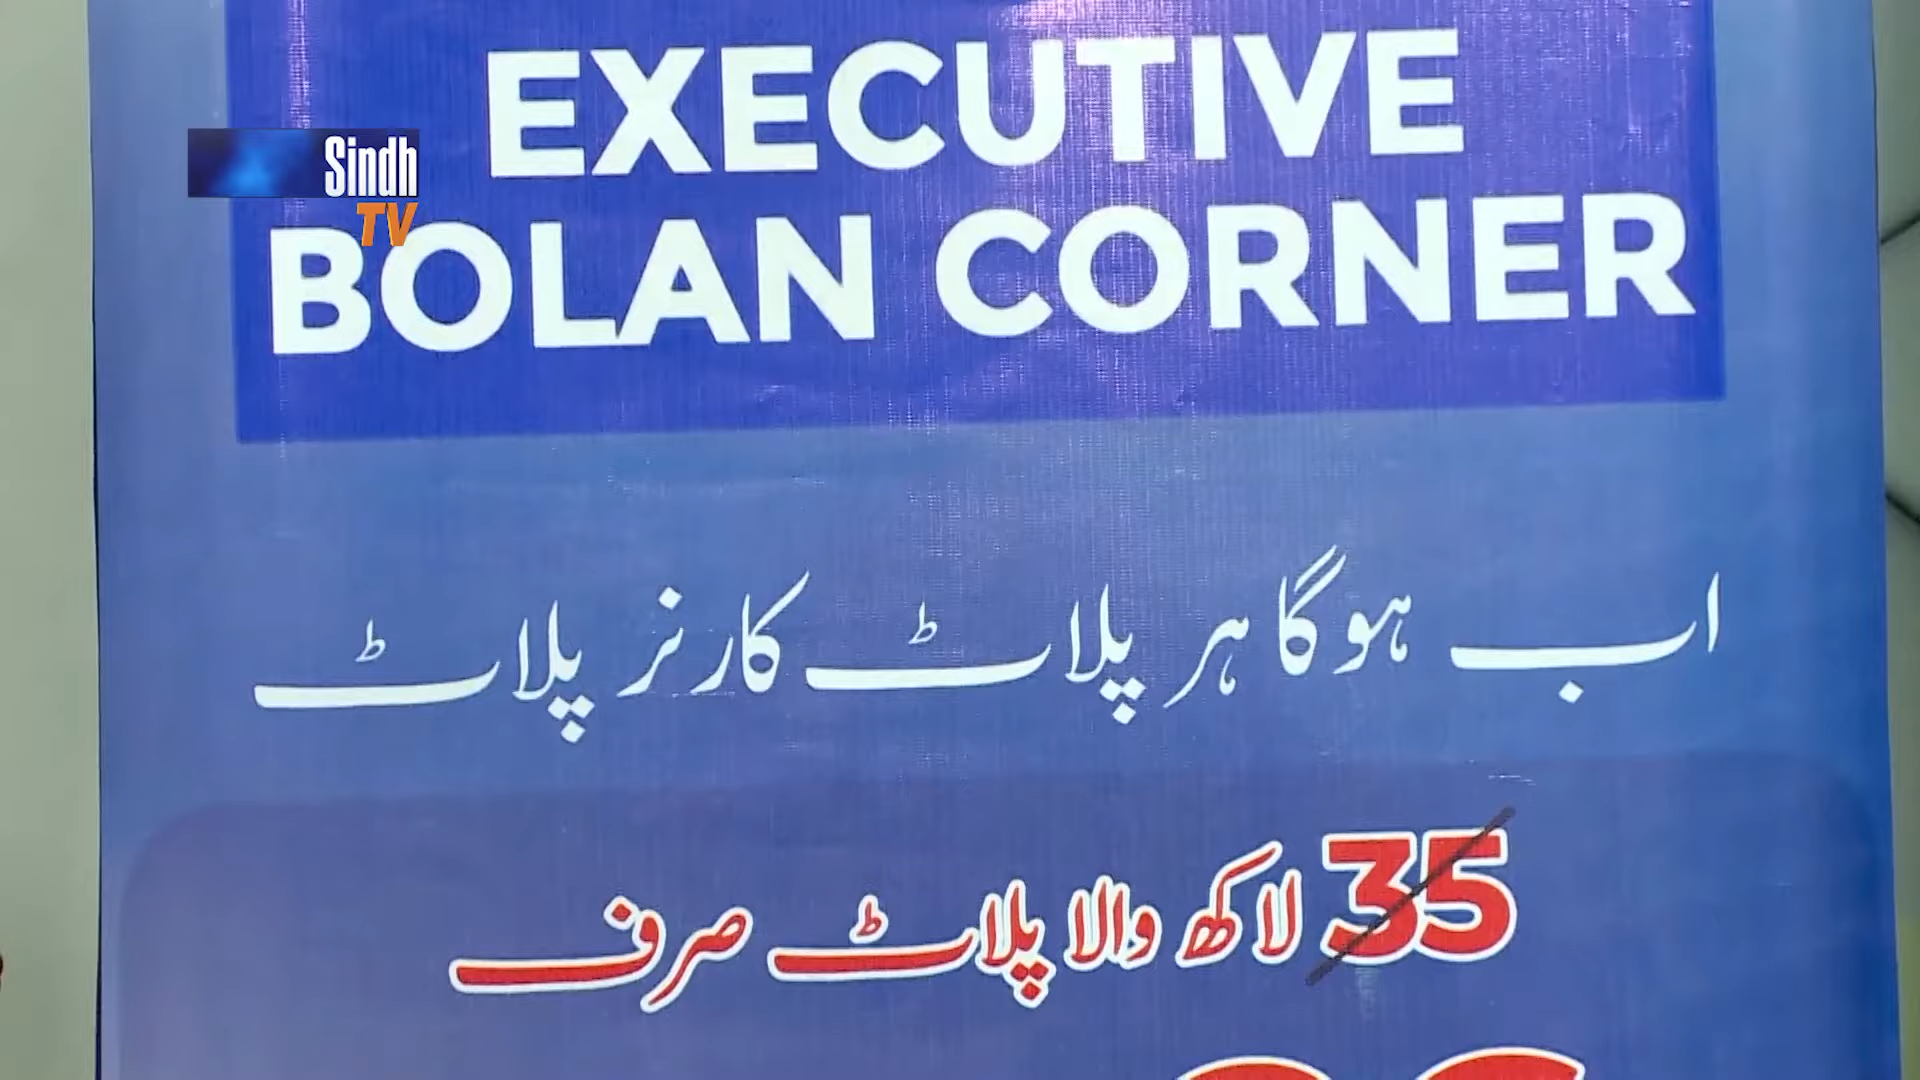 EXECUTIVE
Sindh
TV
BOLAN CORNER
اب ہوگا ہر پلاٹ کارنر پلاٹ
35 لاکھ والا پلاٹ صرف